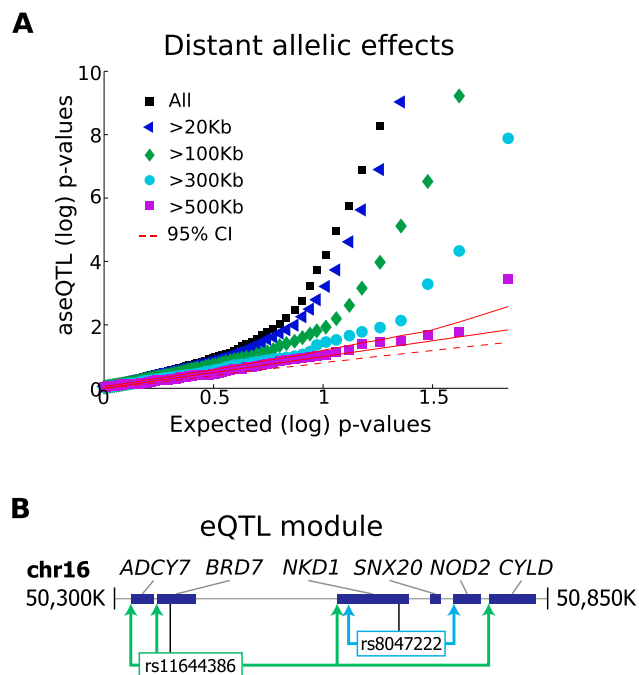 A
Distant allelic effects
aseQTL (log) p-values
10
8
6
4
2
0
All
>20Kb
>100Kb
>300Kb
>500Kb
95% CI
0 0.5 1 1.5
Expected (log) p-values
B
eQTL module
chr16 ADCY7 BRD7 NKD1 SNX20 NOD2 CYLD
50,300K 50,850K
rs11644386 rs8047222